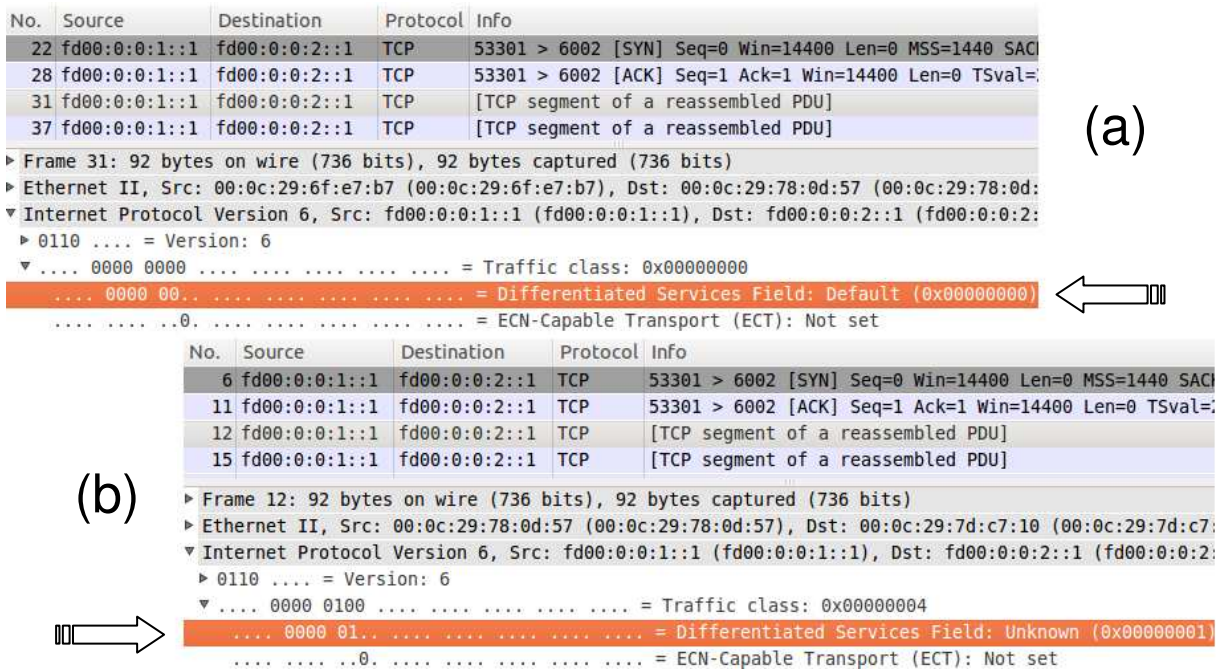 No. Source Destination Protocol Info
22 fd00:0:0:1::1 fd00:0:0:2::1 TCP 53301 > 6002 [SYN] Seq=0 Win=14400 Len=0 MSS=1440 SACK
28 fd00:0:0:1::1 fd00:0:0:2::1 TCP 53301 > 6002 [ACK] Seq=1 Ack=1 Win=14400 Len=0 TSval=
31 fd00:0:0:1::1 fd00:0:0:2::1 TCP [TCP segment of a reassembled PDU]
37 fd00:0:0:1::1 fd00:0:0:2::1 TCP [TCP segment of a reassembled PDU]
(a)
Frame 31: 92 bytes on wire (736 bits), 92 bytes captured (736 bits)
Ethernet II, Src: 00:0c:29:6f:e7:b7 (00:0c:29:6f:e7:b7), Dst: 00:0c:29:78:0d:57 (00:0c:29:78:0d:
Internet Protocol Version 6, Src: fd00:0:0:1::1 (fd00:0:0:1::1), Dst: fd00:0:0:2::1 (fd00:0:0:2:
0110 .... = Version: 6
.... 0000 0000 .... .... .... .... .... = Traffic class: 0x00000000
.... 0000 00.. .... .... .... .... .... = Differentiated Services Field: Default (0x00000000)
.... .... ..0. .... .... .... .... .... = ECN-Capable Transport (ECT): Not set
No. Source Destination Protocol Info
6 fd00:0:0:1::1 fd00:0:0:2::1 TCP 53301 > 6002 [SYN] Seq=0 Win=14400 Len=0 MSS=1440 SACK
11 fd00:0:0:1::1 fd00:0:0:2::1 TCP 53301 > 6002 [ACK] Seq=1 Ack=1 Win=14400 Len=0 TSval=
12 fd00:0:0:1::1 fd00:0:0:2::1 TCP [TCP segment of a reassembled PDU]
15 fd00:0:0:1::1 fd00:0:0:2::1 TCP [TCP segment of a reassembled PDU]
(b)
Frame 12: 92 bytes on wire (736 bits), 92 bytes captured (736 bits)
Ethernet II, Src: 00:0c:29:78:0d:57 (00:0c:29:78:0d:57), Dst: 00:0c:29:7d:c7:10 (00:0c:29:7d:c7:
Internet Protocol Version 6, Src: fd00:0:0:1::1 (fd00:0:0:1::1), Dst: fd00:0:0:2::1 (fd00:0:0:2:
0110 .... = Version: 6
.... 0000 0100 .... .... .... .... .... = Traffic class: 0x00000004
.... 0000 01.. .... .... .... .... .... = Differentiated Services Field: Unknown (0x00000001)
.... .... ..0. .... .... .... .... .... = ECN-Capable Transport (ECT): Not set